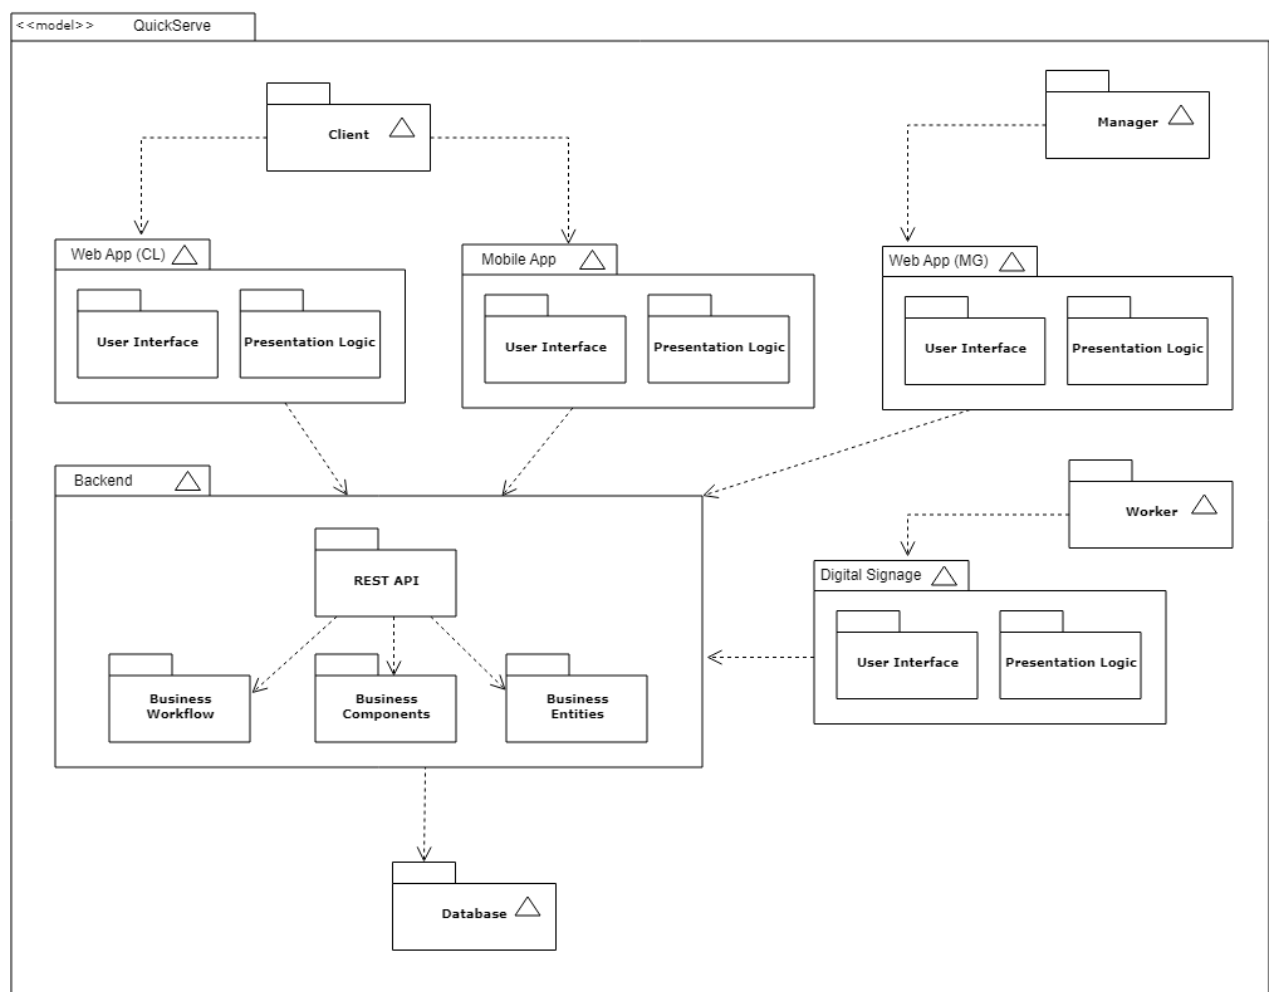 <<model>> QuickServe
Client
Manager
Web App (CL)
Mobile App
Web App (MG)
User Interface
Presentation Logic
User Interface
Presentation Logic
User Interface
Presentation Logic
Backend
Worker
REST API
Digital Signage
User Interface
Presentation Logic
Business
Workflow
Business
Components
Business
Entities
Database